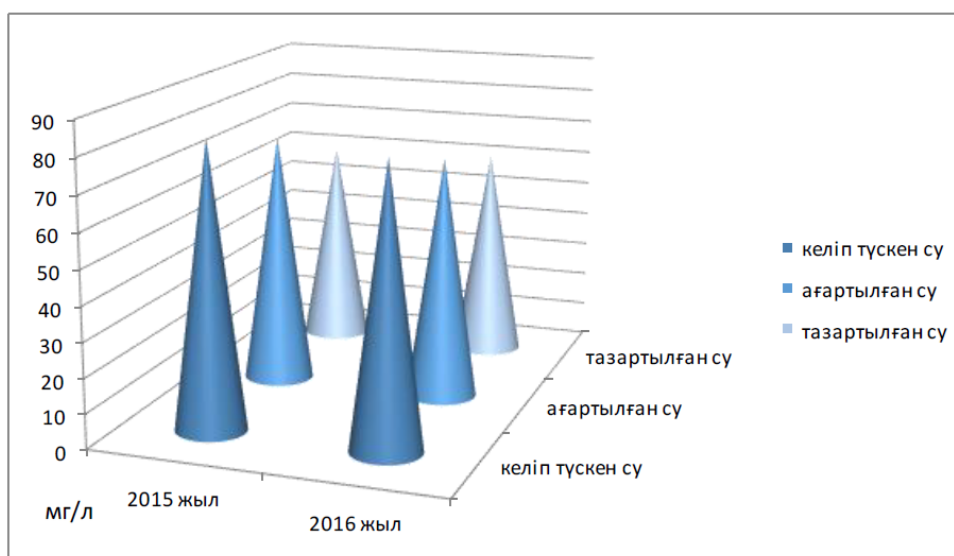 90
80
70
60
50
40
30
20
10
0
мг/л
2015 жыл
2016 жыл
келіп түскен су
ағартылған су
тазартылған су
келіп түскен су
ағартылған су
тазартылған су